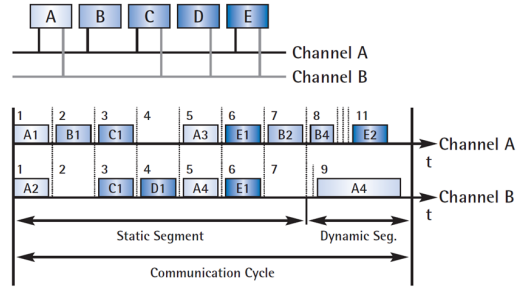 A B C D E
Channel A
Channel B
1 2 3 4 5 6 7 8 11
A1 B1 C1 A3 E1 B2 B4 E2
Channel A
t
1 2 3 4 5 6 7 9
A2 C1 D1 A4 E1 A4
Channel B
t
Static Segment Dynamic Seg.
Communication Cycle